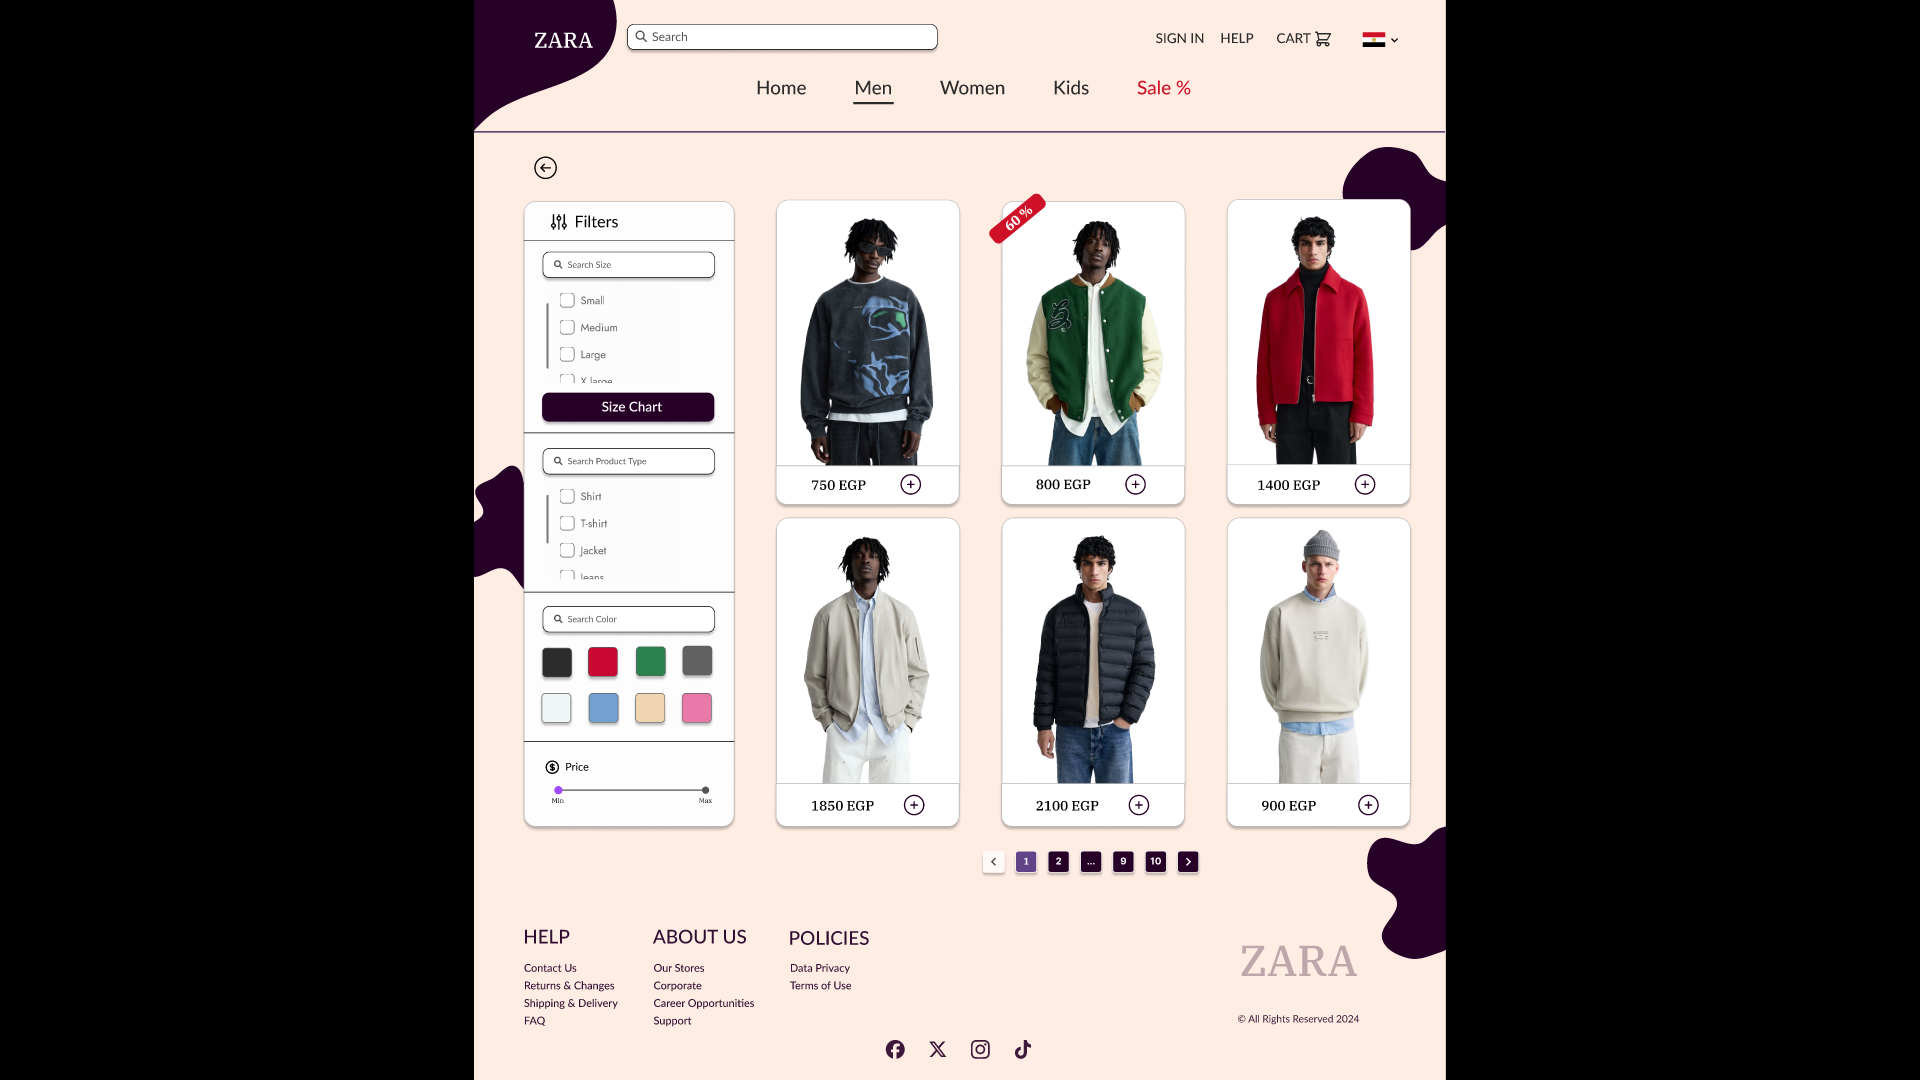 ZARA
Search
SIGN IN HELP CART
Home Men Women Kids Sale %
Filters
Search Size
Small
Medium
Large
X large
Size Chart
Search Product Type
Shirt
T-shirt
Jacket
Jeans
Search Color
Price
Min Max
60 %
750 EGP
800 EGP
1400 EGP
1850 EGP
2100 EGP
900 EGP
1 2 ... 9 10
HELP
Contact Us
Returns & Changes
Shipping & Delivery
FAQ
ABOUT US
Our Stores
Corporate
Career Opportunities
Support
POLICIES
Data Privacy
Terms of Use
ZARA
© All Rights Reserved 2024